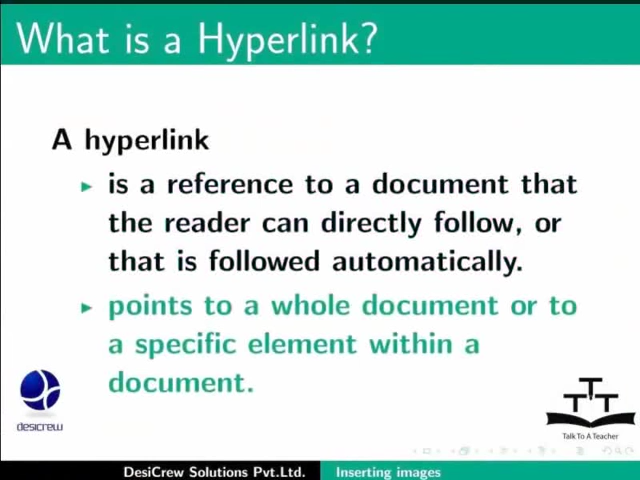 What is a Hyperlink?
A hyperlink
is a reference to a document that
the reader can directly follow, or
that is followed automatically.
points to a whole document or to
a specific element within a
document.
desicrew
TTT
Talk To A Teacher
DesiCrew Solutions Pvt.Ltd. Inserting images